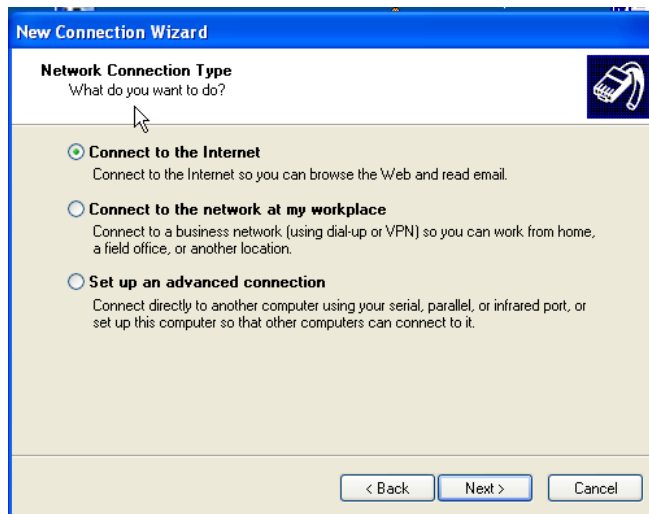 New Connection Wizard
Network Connection Type
What do you want to do?
Connect to the Internet
Connect to the Internet so you can browse the Web and read email.
Connect to the network at my workplace
Connect to a business network (using dial-up or VPN) so you can work from home,
a field office, or another location.
Set up an advanced connection
Connect directly to another computer using your serial, parallel, or infrared port, or
set up this computer so that other computers can connect to it.
< Back
Next >
Cancel